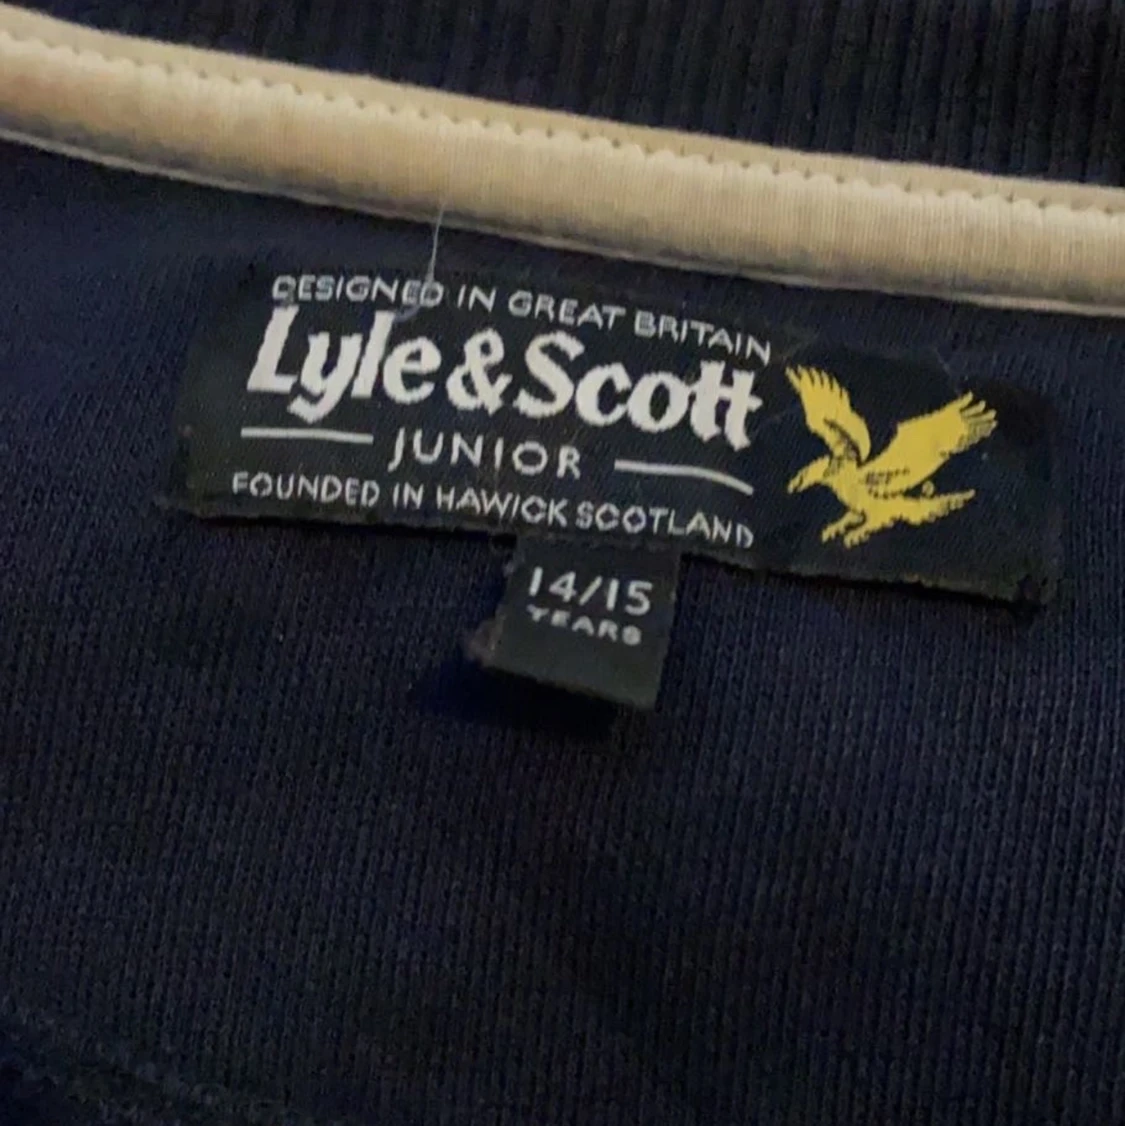 DESIGNED IN GREAT BRITAIN
Lyle & Scott
JUNIOR
FOUNDED IN HAWICK SCOTLAND
14/15
YEARS